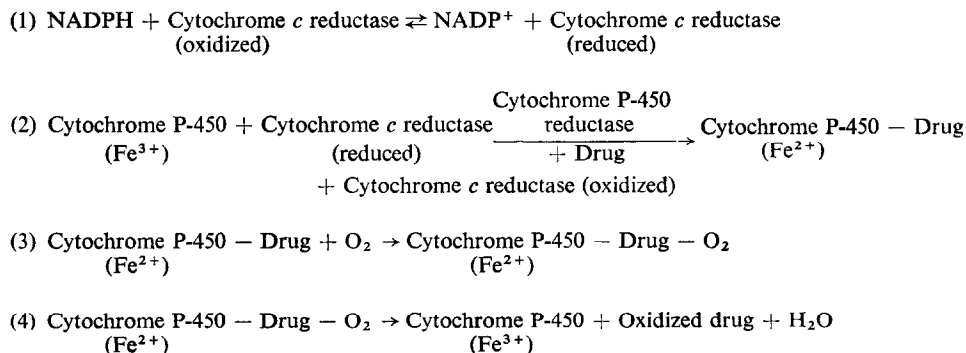 (1) NADPH + Cytochrome c reductase ⇌ NADP⁺ + Cytochrome c reductase
(oxidized) (reduced)
Cytochrome P-450
(2) Cytochrome P-450 + Cytochrome c reductase reductase Cytochrome P-450 − Drug
(Fe³⁺) (reduced) + Drug → (Fe²⁺)
+ Cytochrome c reductase (oxidized)
(3) Cytochrome P-450 − Drug + O₂ → Cytochrome P-450 − Drug − O₂
(Fe²⁺) (Fe²⁺)
(4) Cytochrome P-450 − Drug − O₂ → Cytochrome P-450 + Oxidized drug + H₂O
(Fe²⁺) (Fe³⁺)